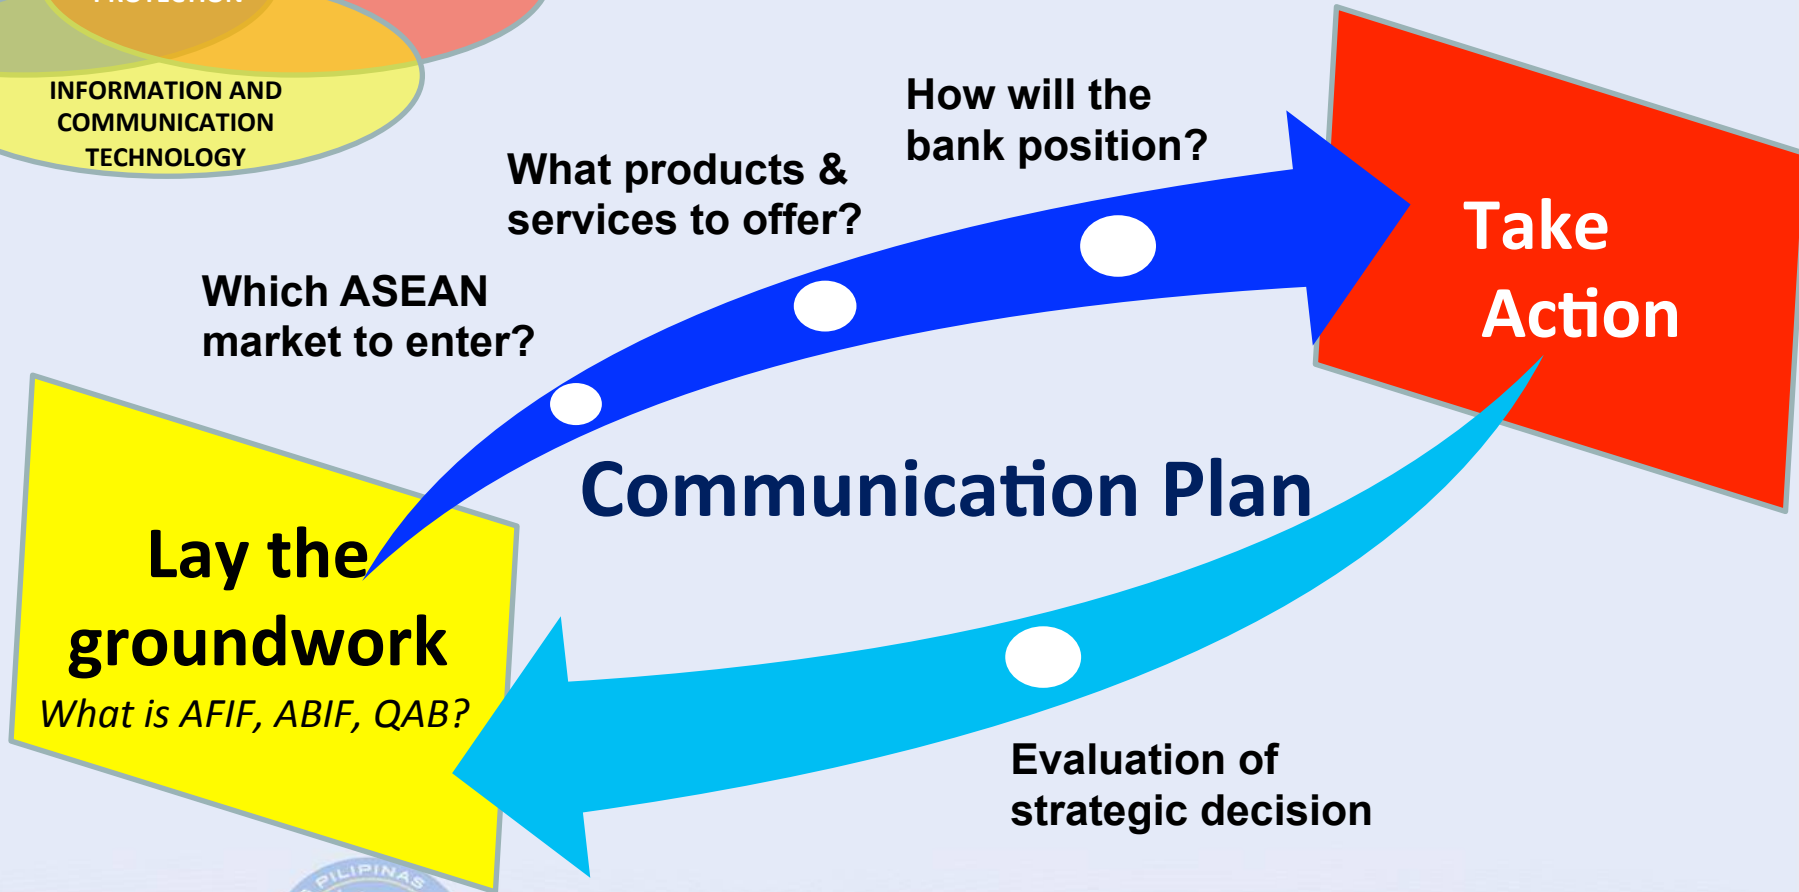 PROTECTION
INFORMATION AND
COMMUNICATION
TECHNOLOGY
How will the
bank position?
What products &
services to offer?
Which ASEAN
market to enter?
Take
Action
Communication Plan
Lay the
groundwork
What is AFIF, ABIF, QAB?
Evaluation of
strategic decision
PILIPINAS